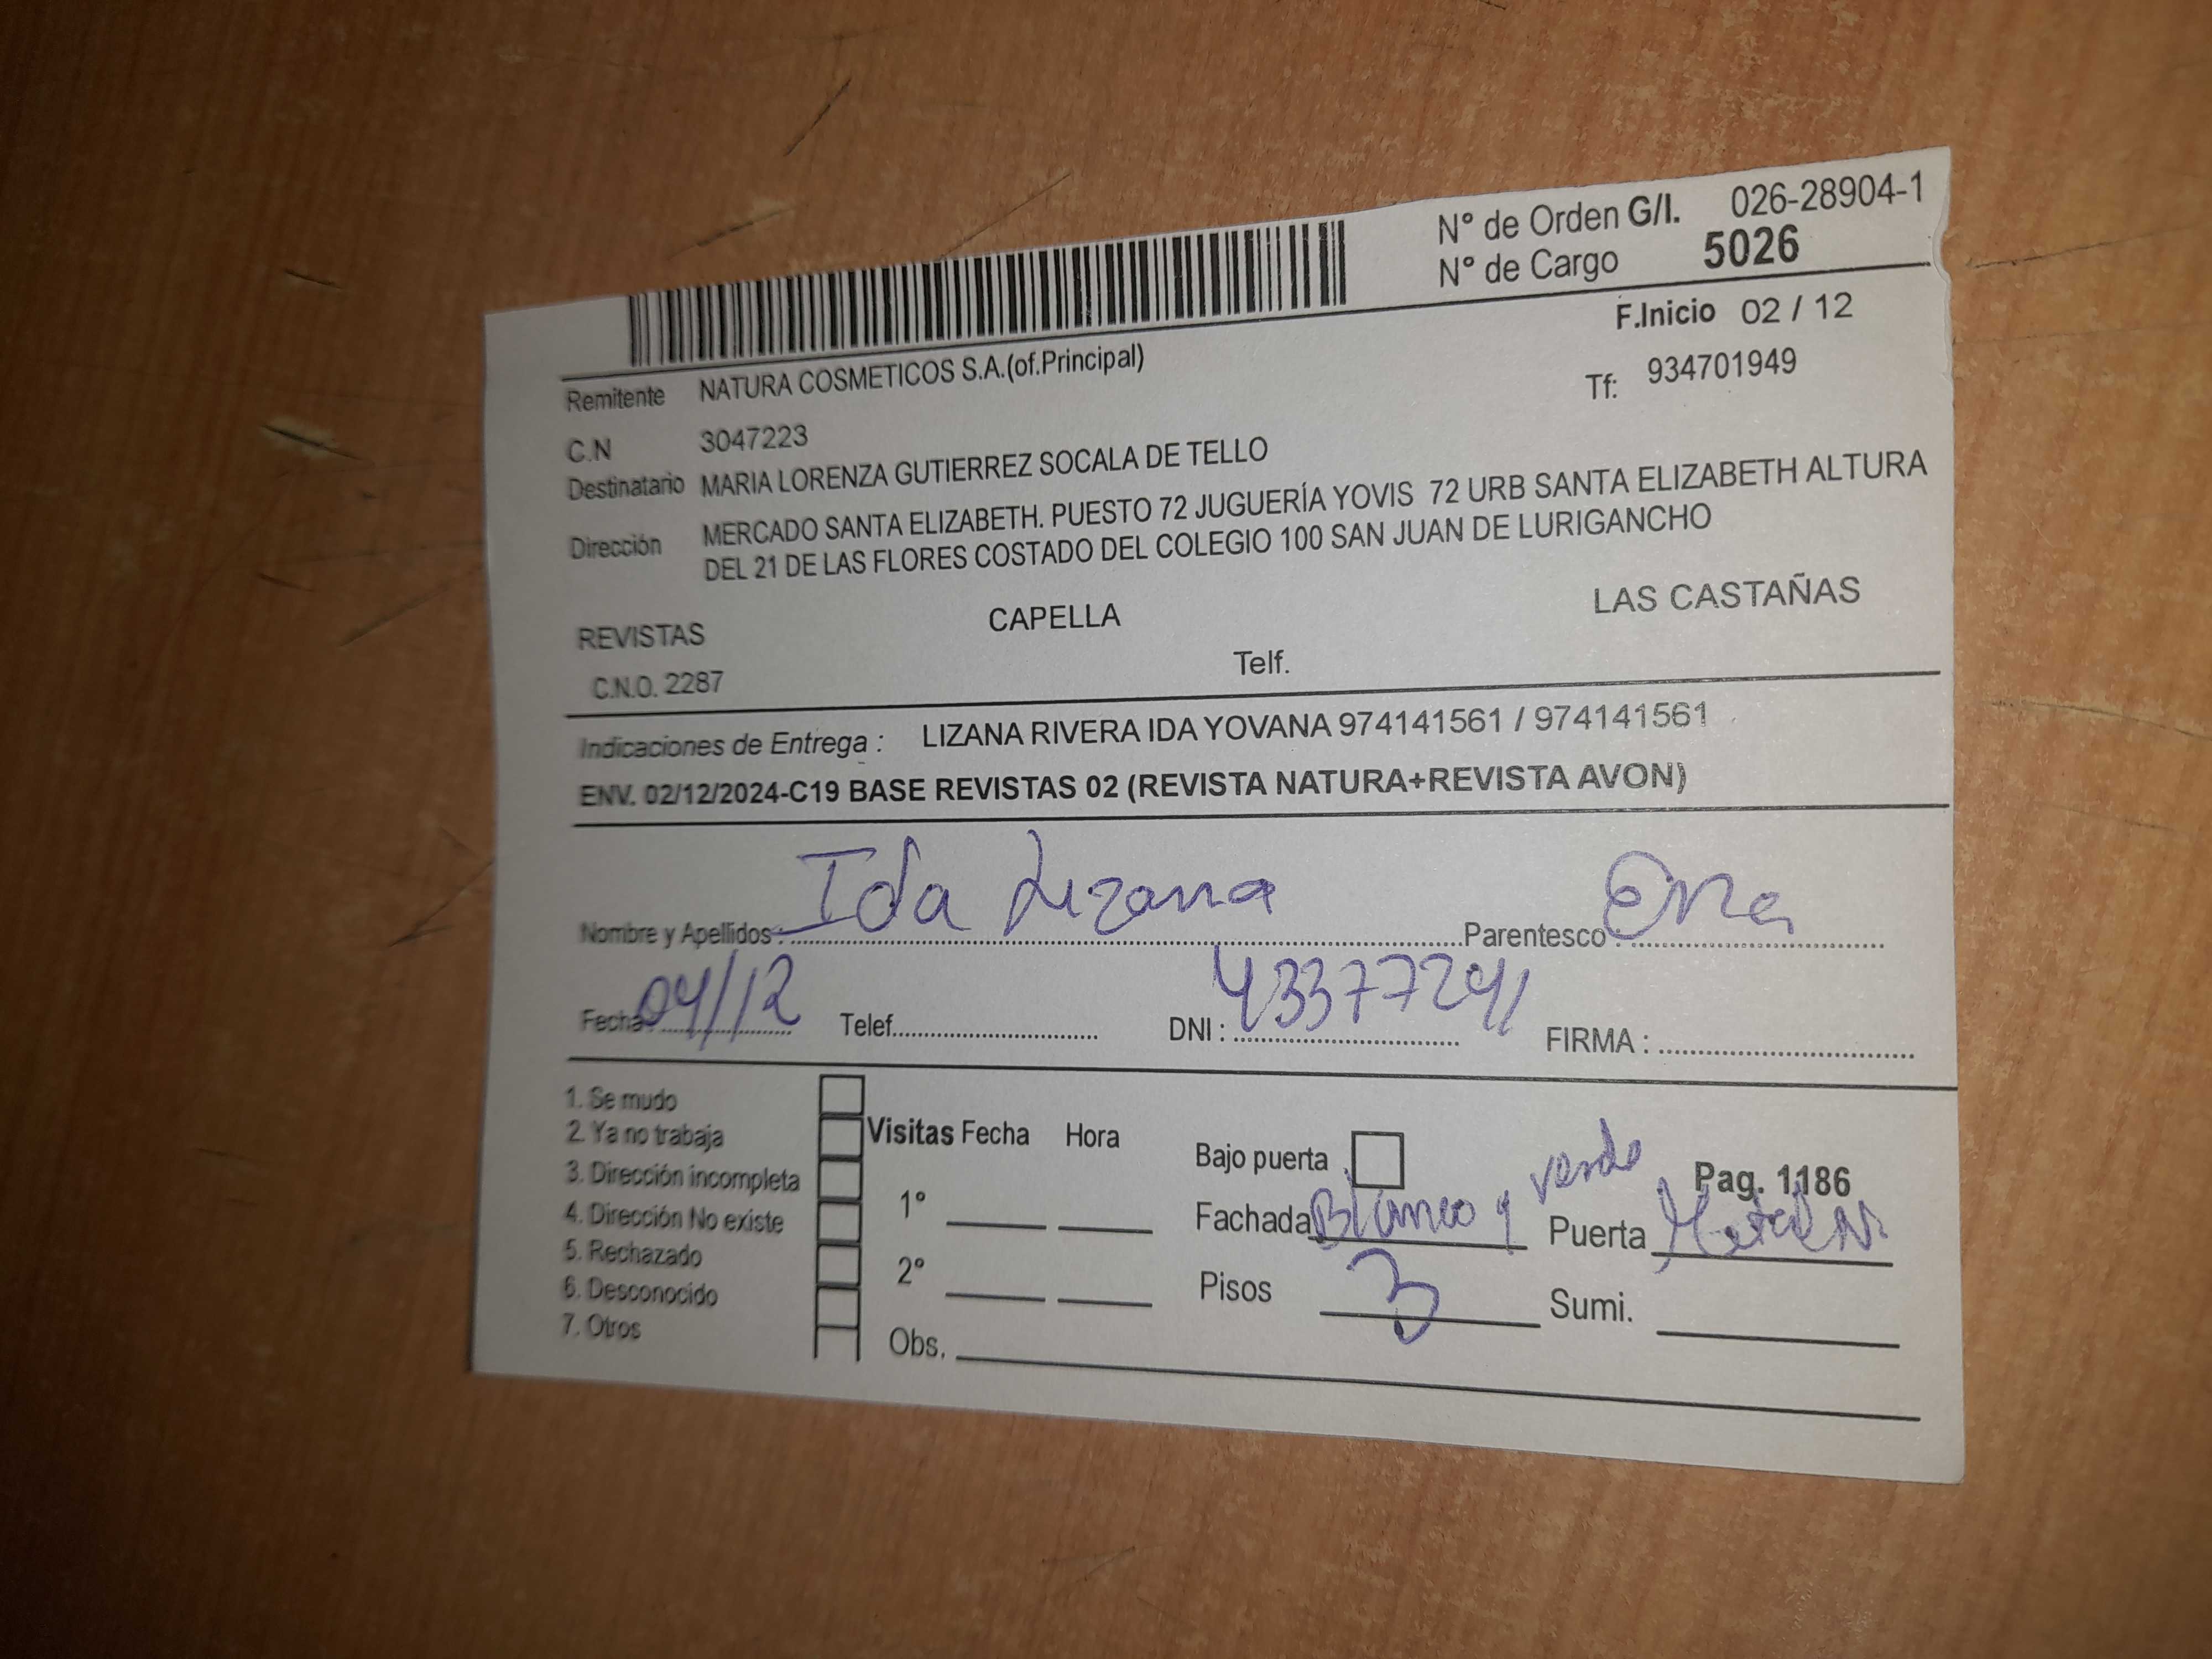 N° de Orden G/I. 026-28904-1
N° de Cargo 5026
F.Inicio 02 / 12
Remitente NATURA COSMETICOS S.A.(of.Principal)
Tf: 934701949
C.N 3047223
Destinatario MARIA LORENZA GUTIERREZ SOCALA DE TELLO
Dirección MERCADO SANTA ELIZABETH. PUESTO 72 JUGUERÍA YOVIS 72 URB SANTA ELIZABETH ALTURA
DEL 21 DE LAS FLORES COSTADO DEL COLEGIO 100 SAN JUAN DE LURIGANCHO
REVISTAS CAPELLA LAS CASTAÑAS
C.N.O. 2287 Telf.
Indicaciones de Entrega : LIZANA RIVERA IDA YOVANA 974141561 / 974141561
ENV. 02/12/2024-C19 BASE REVISTAS 02 (REVISTA NATURA+REVISTA AVON)
Nombre y Apellidos : Ida Lizana Parentesco :
Fecha : 04/12 Telef. DNI : FIRMA :
1. Se mudo
2. Ya no trabaja
3. Dirección incompleta
4. Dirección No existe
5. Rechazado
6. Desconocido
7. Otros
Visitas Fecha Hora
1°
2°
Obs.
Bajo puerta Pag. 1186
Fachada Blanco y verde Puerta Metal N.
Pisos 3 Sumi.